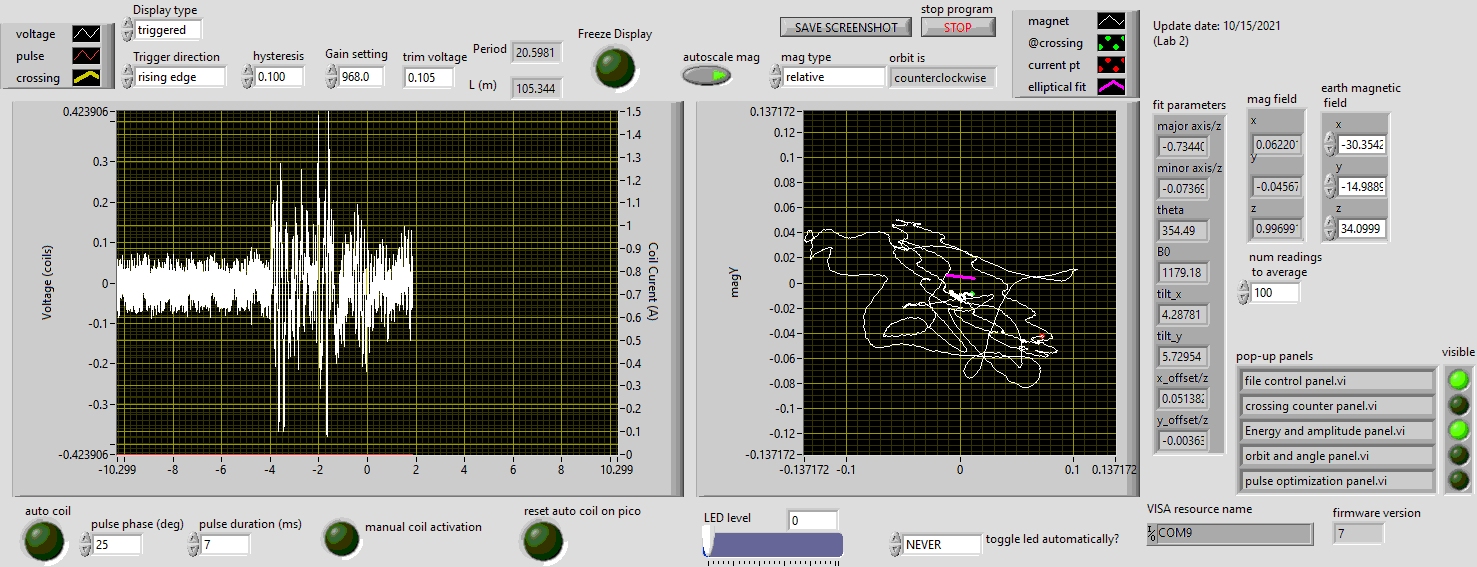 Display type
triggered
voltage
pulse
crossing
Trigger direction
rising edge
hysteresis
0.100
Gain setting
968.0
trim voltage
0.105
Period
20.5981
L (m)
105.344
Freeze Display
SAVE SCREENSHOT
stop program
STOP
autoscale mag
mag type
relative
orbit is
counterclockwise
magnet
@crossing
current pt
elliptical fit
Update date: 10/15/2021
(Lab 2)
Voltage (coils)
0.423906
0.3
0.2
0.1
0
-0.1
-0.2
-0.3
-0.423906
-10.299
-8
-6
-4
-2
0
2
4
6
8
10.299
1.5
1.4
1.3
1.2
1.1
1
0.9
0.8
0.7
0.6
0.5
0.4
0.3
0.2
0.1
0
Coil Curent (A)
magY
0.137172
0.12
0.1
0.08
0.06
0.04
0.02
0
-0.02
-0.04
-0.06
-0.08
-0.1
-0.12
-0.137172
-0.137172
-0.1
0
0.1
0.137172
fit parameters
major axis/z
-0.7344
minor axis/z
-0.0736
theta
354.49
B0
1179.18
tilt_x
4.28781
tilt_y
5.72954
x_offset/z
0.05138
y_offset/z
-0.0036
mag field
x
0.06220
y
-0.04567
z
0.99699
earth magnetic
field
x
-30.3542
y
-14.988
z
34.0999
num readings
to average
100
pop-up panels
visible
file control panel.vi
crossing counter panel.vi
Energy and amplitude panel.vi
orbit and angle panel.vi
pulse optimization panel.vi
auto coil
pulse phase (deg)
25
pulse duration (ms)
7
manual coil activation
reset auto coil on pico
LED level
0
NEVER
toggle led automatically?
VISA resource name
COM9
firmware version
7